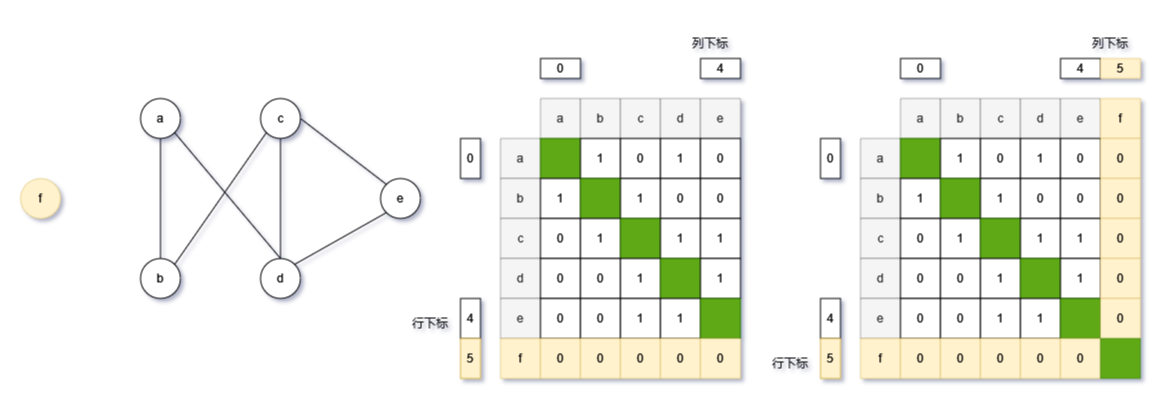 列下标
列下标
0 4
0 4 5
a b c d e
a b c d e f
a c
0 a 1 0 1 0
0 a 1 0 1 0 0
f e
b 1 1 0 0
b 1 1 0 0 0
c 0 1 1 1
c 0 1 1 1 0
b d
d 0 0 1 1
d 0 0 1 1 0
行下标 4 e 0 0 1 1
4 e 0 0 1 1 0
5 f 0 0 0 0 0
行下标 5 f 0 0 0 0 0